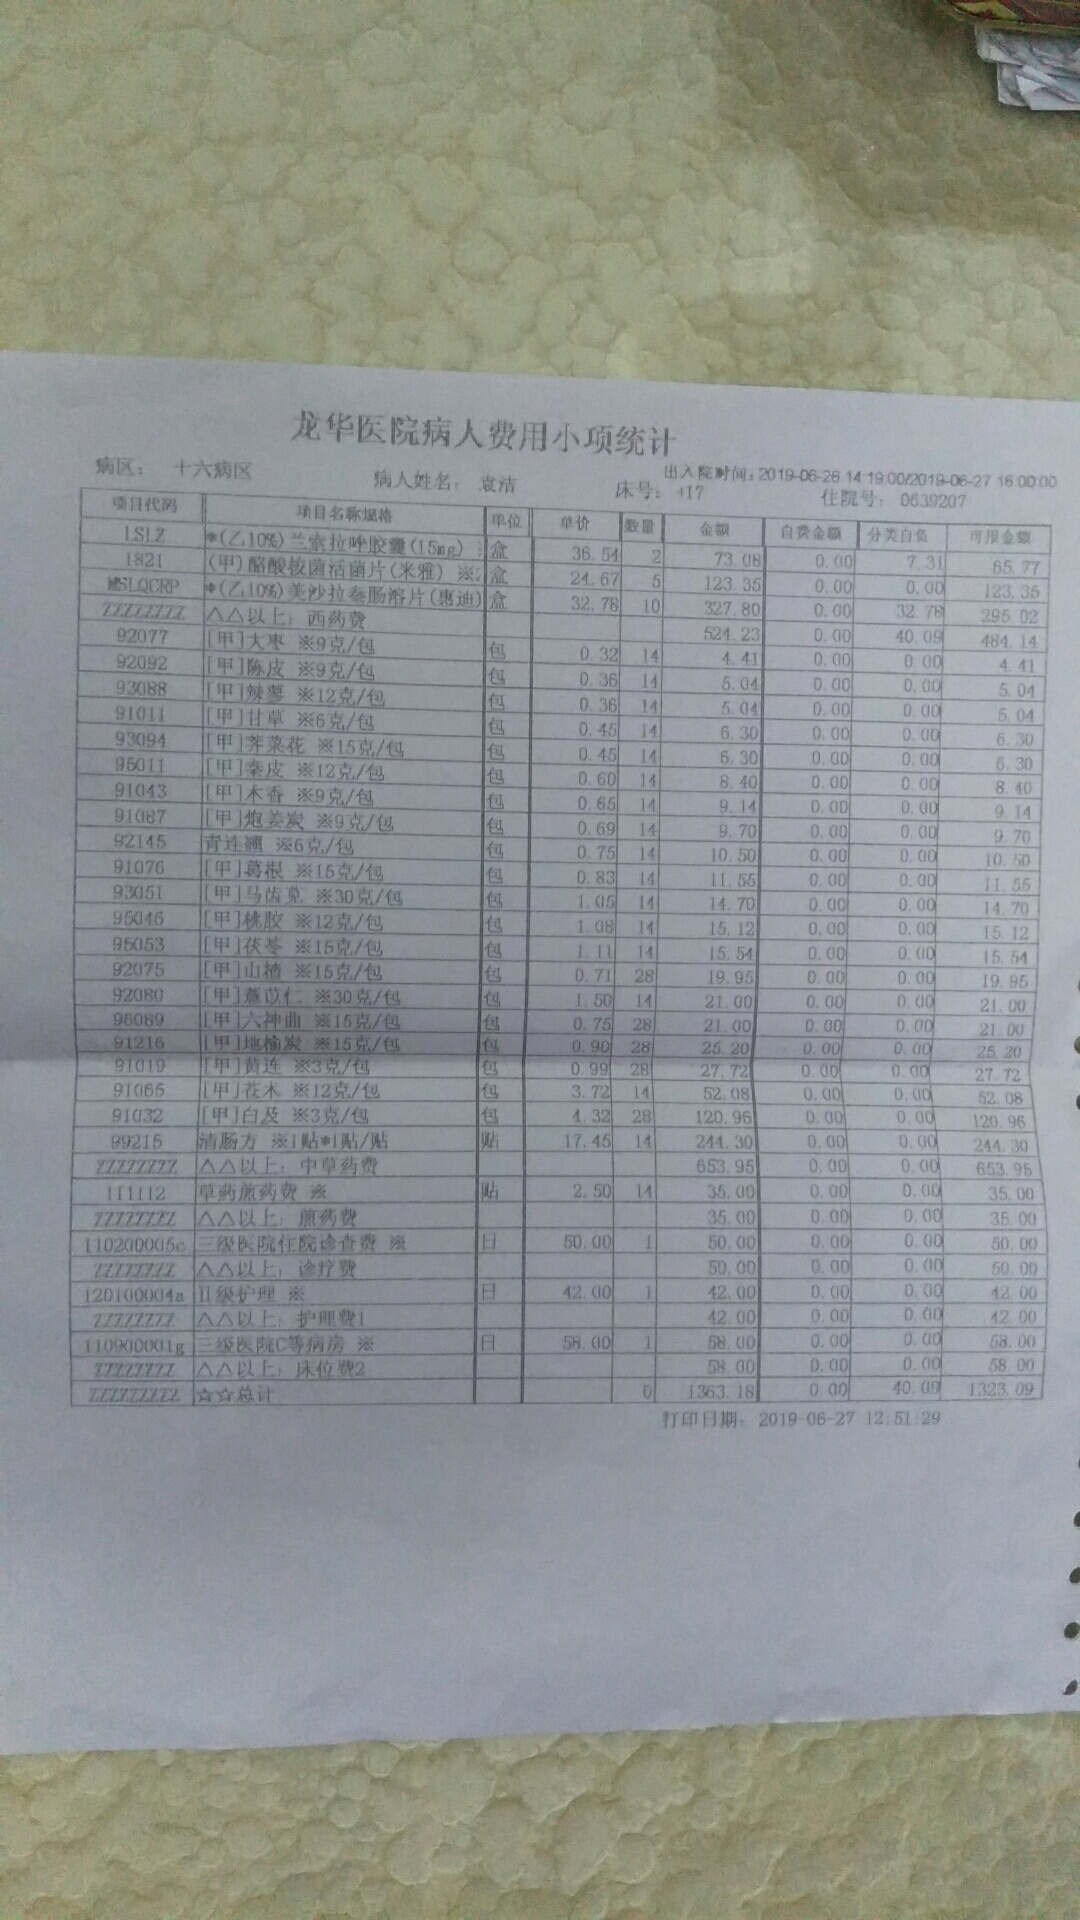 龙华医院病人费用小项统计
病区： 十六病区 病人姓名： 袁洁 床号： +17 出入院时间：2019-06-26 14:19:00/2019-06-27 16:00:00 住院号： 0639207
项目代码 项目名称规格 单位 单价 数量 金额 自费金额 分类自负 可报金额
LSLZ *(乙10%)兰索拉唑胶囊(15mg) 盒 36.54 2 73.08 0.00 7.31 65.77
1821 (甲)酪酸梭菌活菌片(米雅) ※ 盒 24.67 5 123.35 0.00 0.00 123.35
MSLQCRP *(乙10%)美沙拉秦肠溶片(惠迪) 盒 32.78 10 327.80 0.00 32.78 295.02
ZZZZZZZZ △△以上：西药费 524.23 0.00 40.09 484.14
92077 [甲]大枣 ※9克/包 包 0.32 14 4.41 0.00 0.00 4.41
92092 [甲]陈皮 ※9克/包 包 0.36 14 5.04 0.00 0.00 5.04
93088 [甲]辣蓼 ※12克/包 包 0.36 14 5.04 0.00 0.00 5.04
91011 [甲]甘草 ※6克/包 包 0.45 14 6.30 0.00 0.00 6.30
93094 [甲]荠菜花 ※15克/包 包 0.45 14 6.30 0.00 0.00 6.30
95011 [甲]秦皮 ※12克/包 包 0.60 14 8.40 0.00 0.00 8.40
91043 [甲]木香 ※9克/包 包 0.65 14 9.14 0.00 0.00 9.14
91087 [甲]炮姜炭 ※9克/包 包 0.69 14 9.70 0.00 0.00 9.70
92145 青连翘 ※6克/包 包 0.75 14 10.50 0.00 0.00 10.50
91076 [甲]葛根 ※15克/包 包 0.83 14 11.55 0.00 0.00 11.55
93051 [甲]马齿苋 ※30克/包 包 1.05 14 14.70 0.00 0.00 14.70
95046 [甲]桃胶 ※12克/包 包 1.08 14 15.12 0.00 0.00 15.12
95053 [甲]茯苓 ※15克/包 包 1.11 14 15.54 0.00 0.00 15.54
92075 [甲]山楂 ※15克/包 包 0.71 28 19.95 0.00 0.00 19.95
92080 [甲]薏苡仁 ※30克/包 包 1.50 14 21.00 0.00 0.00 21.00
96089 [甲]六神曲 ※15克/包 包 0.75 28 21.00 0.00 0.00 21.00
91216 [甲]地榆炭 ※15克/包 包 0.90 28 25.20 0.00 0.00 25.20
91019 [甲]黄连 ※3克/包 包 0.99 28 27.72 0.00 0.00 27.72
91065 [甲]苍术 ※12克/包 包 3.72 14 52.08 0.00 0.00 52.08
91032 [甲]白及 ※3克/包 包 4.32 28 120.96 0.00 0.00 120.96
99215 清肠方 ※1贴*1贴/贴 贴 17.45 14 244.30 0.00 0.00 244.30
ZZZZZZZZ △△以上：中草药费 653.95 0.00 0.00 653.95
111112 草药煎药费 ※ 贴 2.50 14 35.00 0.00 0.00 35.00
ZZZZZZZZ △△以上：煎药费 35.00 0.00 0.00 35.00
110200005c 三级医院住院诊查费 ※ 日 50.00 1 50.00 0.00 0.00 50.00
ZZZZZZZZ △△以上：诊疗费 50.00 0.00 0.00 50.00
120100004a II级护理 ※ 日 42.00 1 42.00 0.00 0.00 42.00
ZZZZZZZZ △△以上：护理费1 42.00 0.00 0.00 42.00
110900001g 三级医院C等病房 ※ 日 58.00 1 58.00 0.00 0.00 58.00
ZZZZZZZZ △△以上：床位费2 58.00 0.00 0.00 58.00
ZZZZZZZZZ ☆☆总计 0 1363.18 0.00 40.09 1323.09
打印日期： 2019-06-27 12:51:29